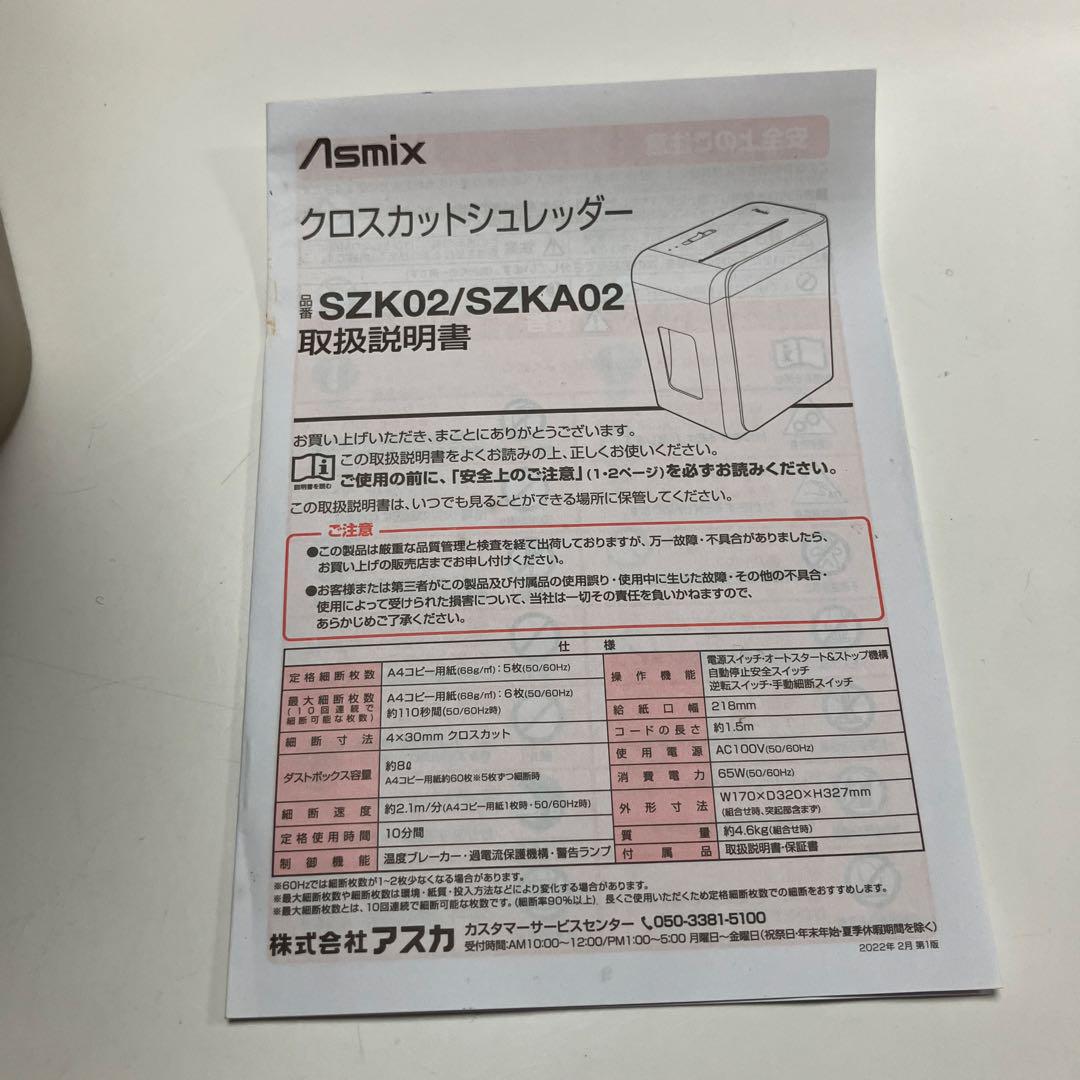 Asmix
クロスカットシュレッダー
品番 SZK02/SZKA02
取扱説明書
お買い上げいただき、まことにありがとうございます。
この取扱説明書をよくお読みの上、正しくお使いください。
ご使用の前に、「安全上のご注意」(1・2ページ)を必ずお読みください。
説明書を読む
この取扱説明書は、いつでも見ることができる場所に保管してください。
ご注意
●この製品は厳重な品質管理と検査を経て出荷しておりますが、万一故障・不具合がありましたら、
お買い上げの販売店までお申し付けください。
●お客様または第三者がこの製品及び付属品の使用誤り・使用中に生じた故障・その他の不具合・
使用によって受けられた損害について、当社は一切その責任を負いかねますので、
あらかじめご了承ください。
仕 様
定格細断枚数 A4コピー用紙(68g/㎡):5枚(50/60Hz)
最大細断枚数 (10回連続で細断可能な枚数) A4コピー用紙(68g/㎡):6枚(50/60Hz)
約110秒間(50/60Hz時)
細断寸法 4×30mm クロスカット
ダストボックス容量 約8ℓ
A4コピー用紙約60枚※5枚ずつ細断時
細断速度 約2.1m/分(A4コピー用紙1枚時・50/60Hz時)
定格使用時間 10分間
制御機能 温度ブレーカー・過電流保護機構・警告ランプ
操作機能 電源スイッチ・オートスタート&ストップ機構
自動停止安全スイッチ
逆転スイッチ・手動細断スイッチ
給紙口幅 218mm
コードの長さ 約1.5m
使用電源 AC100V(50/60Hz)
消費電力 65W(50/60Hz)
外形寸法 W170×D320×H327mm
(組合せ時、突起部含まず)
質量 約4.6kg(組合せ時)
付属品 取扱説明書・保証書
※60Hzでは細断枚数が1~2枚少なくなる場合があります。
※最大細断枚数や細断枚数は環境・紙質・投入方法などにより変化する場合があります。
※最大細断枚数とは、10回連続で細断可能な枚数です。(細断率90%以上) 長くご使用いただくため定格細断枚数での細断をおすすめします。
株式会社アスカ カスタマーサービスセンター 050-3381-5100
受付時間:AM10:00~12:00/PM1:00~5:00 月曜日~金曜日(祝祭日・年末年始・夏季休暇期間を除く)
2022年 2月 第1版